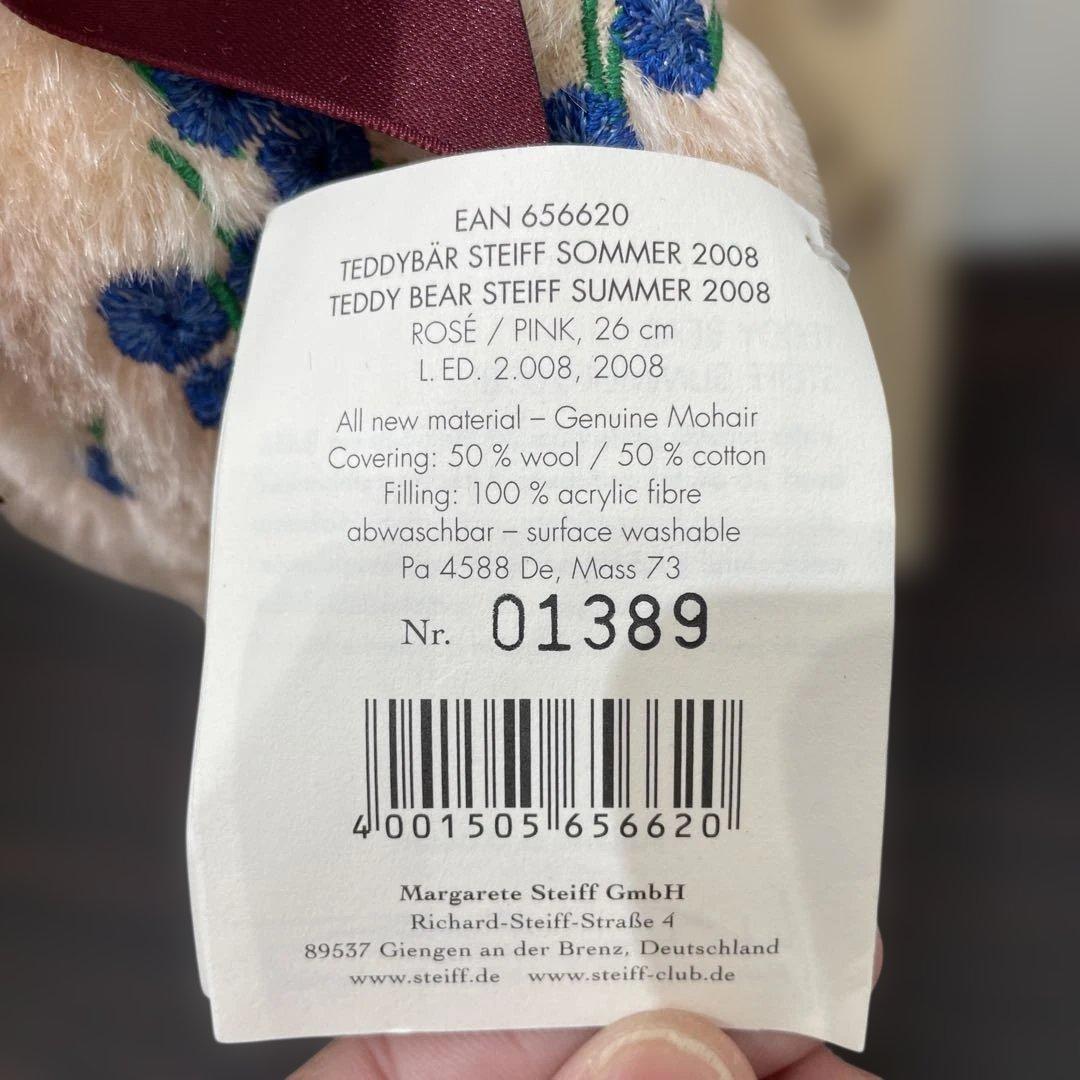 EAN 656620
TEDDYBÄR STEIFF SOMMER 2008
TEDDY BEAR STEIFF SUMMER 2008
ROSÉ / PINK, 26 cm
L. ED. 2.008, 2008
All new material – Genuine Mohair
Covering: 50 % wool / 50 % cotton
Filling: 100 % acrylic fibre
abwaschbar – surface washable
Pa 4588 De, Mass 73
Nr. 01389
4 001505 656620
Margarete Steiff GmbH
Richard-Steiff-Straße 4
89537 Giengen an der Brenz, Deutschland
www.steiff.de www.steiff-club.de